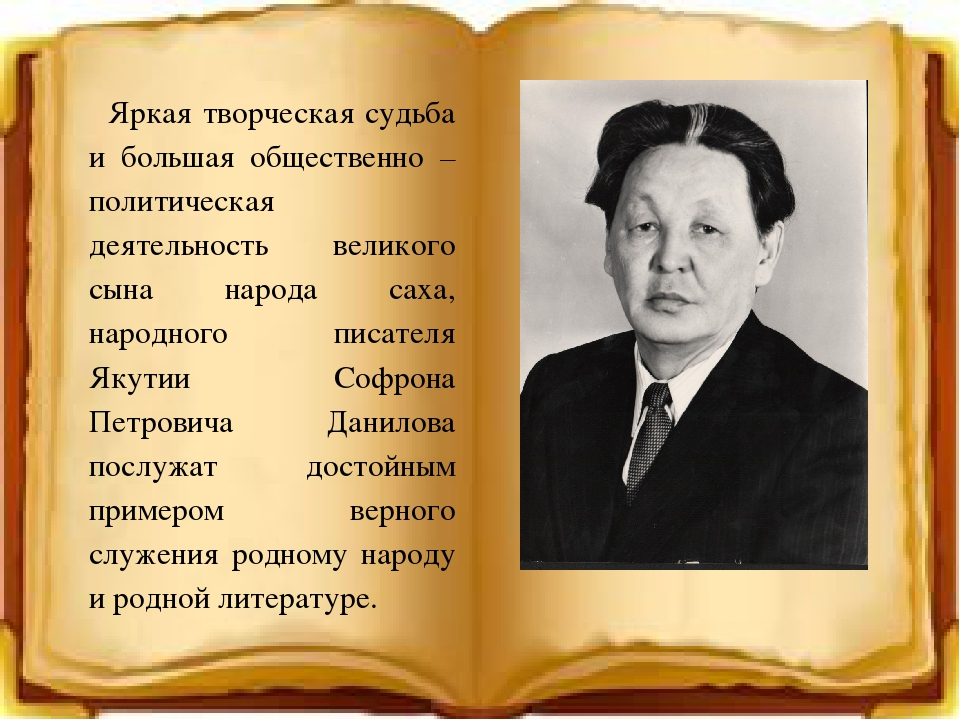 Яркая творческая судьба
и большая общественно –
политическая
деятельность великого
сына народа саха,
народного писателя
Якутии Софрона
Петровича Данилова
послужат достойным
примером верного
служения родному народу
и родной литературе.